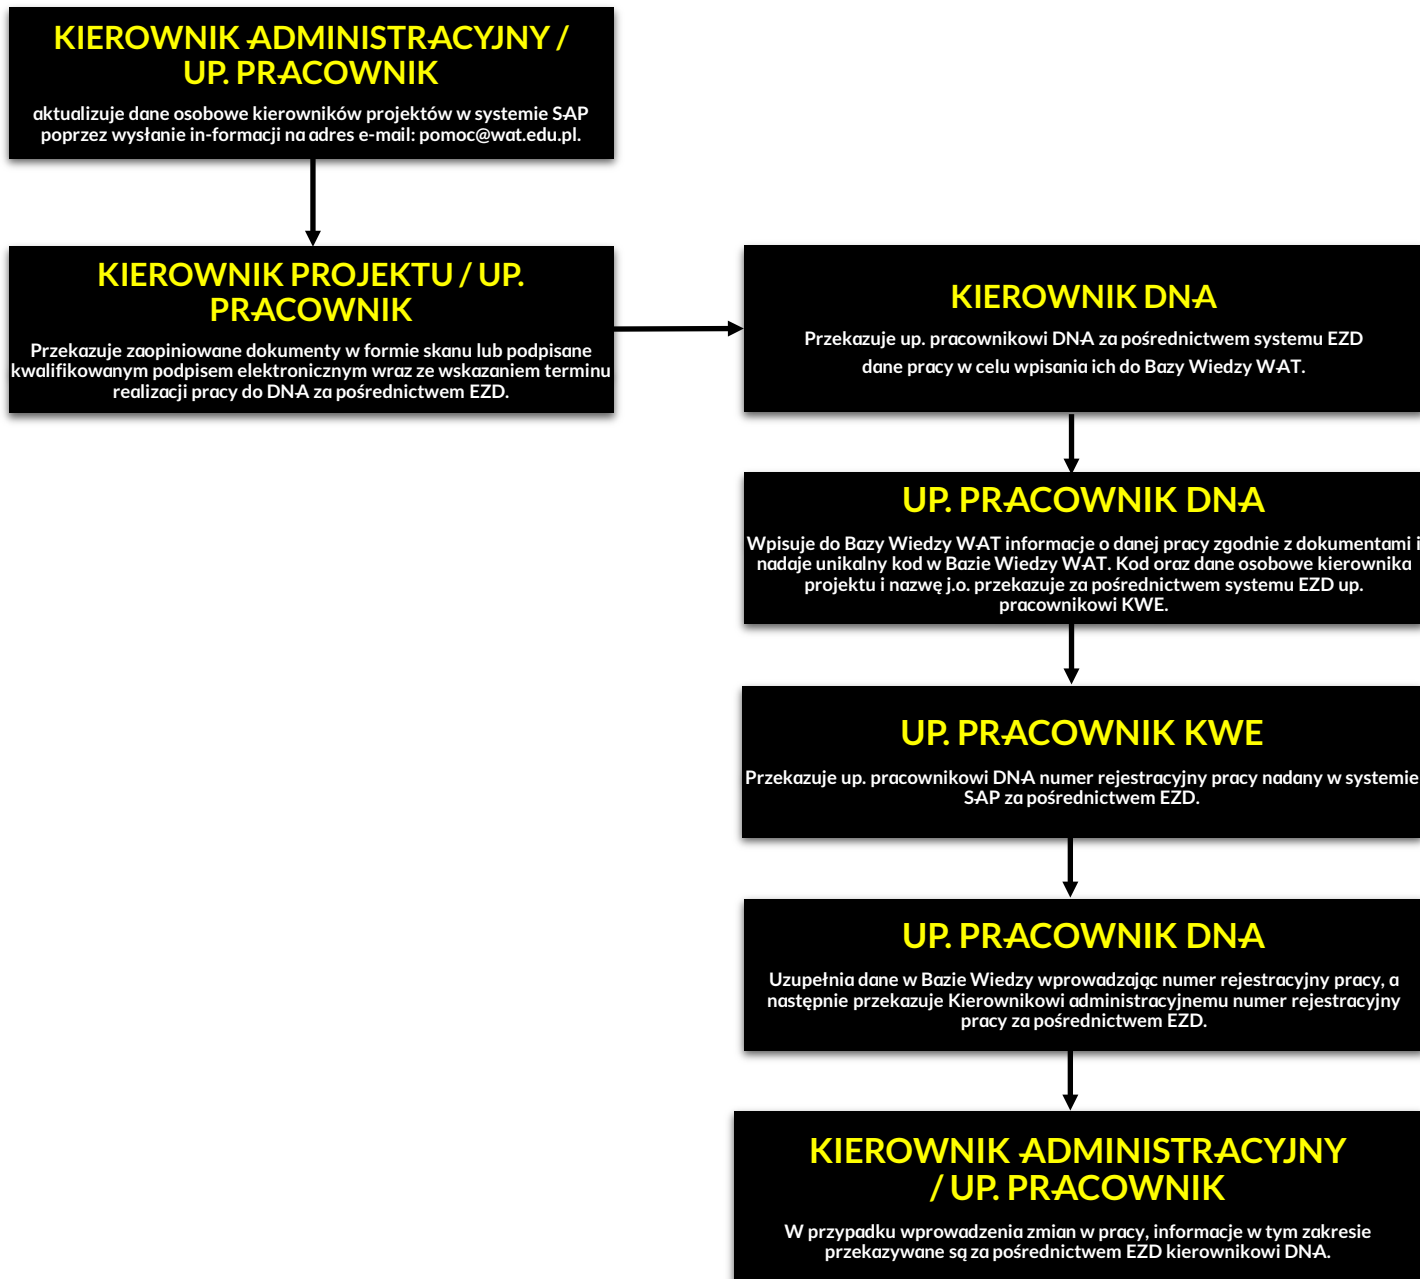 KIEROWNIK ADMINISTRACYJNY /
UP. PRACOWNIK
aktualizuje dane osobowe kierowników projektów w systemie SAP
poprzez wysłanie in-formacji na adres e-mail: pomoc@wat.edu.pl.
KIEROWNIK PROJEKTU / UP.
PRACOWNIK
Przekazuje zaopiniowane dokumenty w formie skanu lub podpisane
kwalifikowanym podpisem elektronicznym wraz ze wskazaniem terminu
realizacji pracy do DNA za pośrednictwem EZD.
KIEROWNIK DNA
Przekazuje up. pracownikowi DNA za pośrednictwem systemu EZD
dane pracy w celu wpisania ich do Bazy Wiedzy WAT.
UP. PRACOWNIK DNA
Wpisuje do Bazy Wiedzy WAT informacje o danej pracy zgodnie z dokumentami i
nadaje unikalny kod w Bazie Wiedzy WAT. Kod oraz dane osobowe kierownika
projektu i nazwę j.o. przekazuje za pośrednictwem systemu EZD up.
pracownikowi KWE.
UP. PRACOWNIK KWE
Przekazuje up. pracownikowi DNA numer rejestracyjny pracy nadany w systemie
SAP za pośrednictwem EZD.
UP. PRACOWNIK DNA
Uzupełnia dane w Bazie Wiedzy wprowadzając numer rejestracyjny pracy, a
następnie przekazuje Kierownikowi administracyjnemu numer rejestracyjny
pracy za pośrednictwem EZD.
KIEROWNIK ADMINISTRACYJNY
/ UP. PRACOWNIK
W przypadku wprowadzenia zmian w pracy, informacje w tym zakresie
przekazywane są za pośrednictwem EZD kierownikowi DNA.